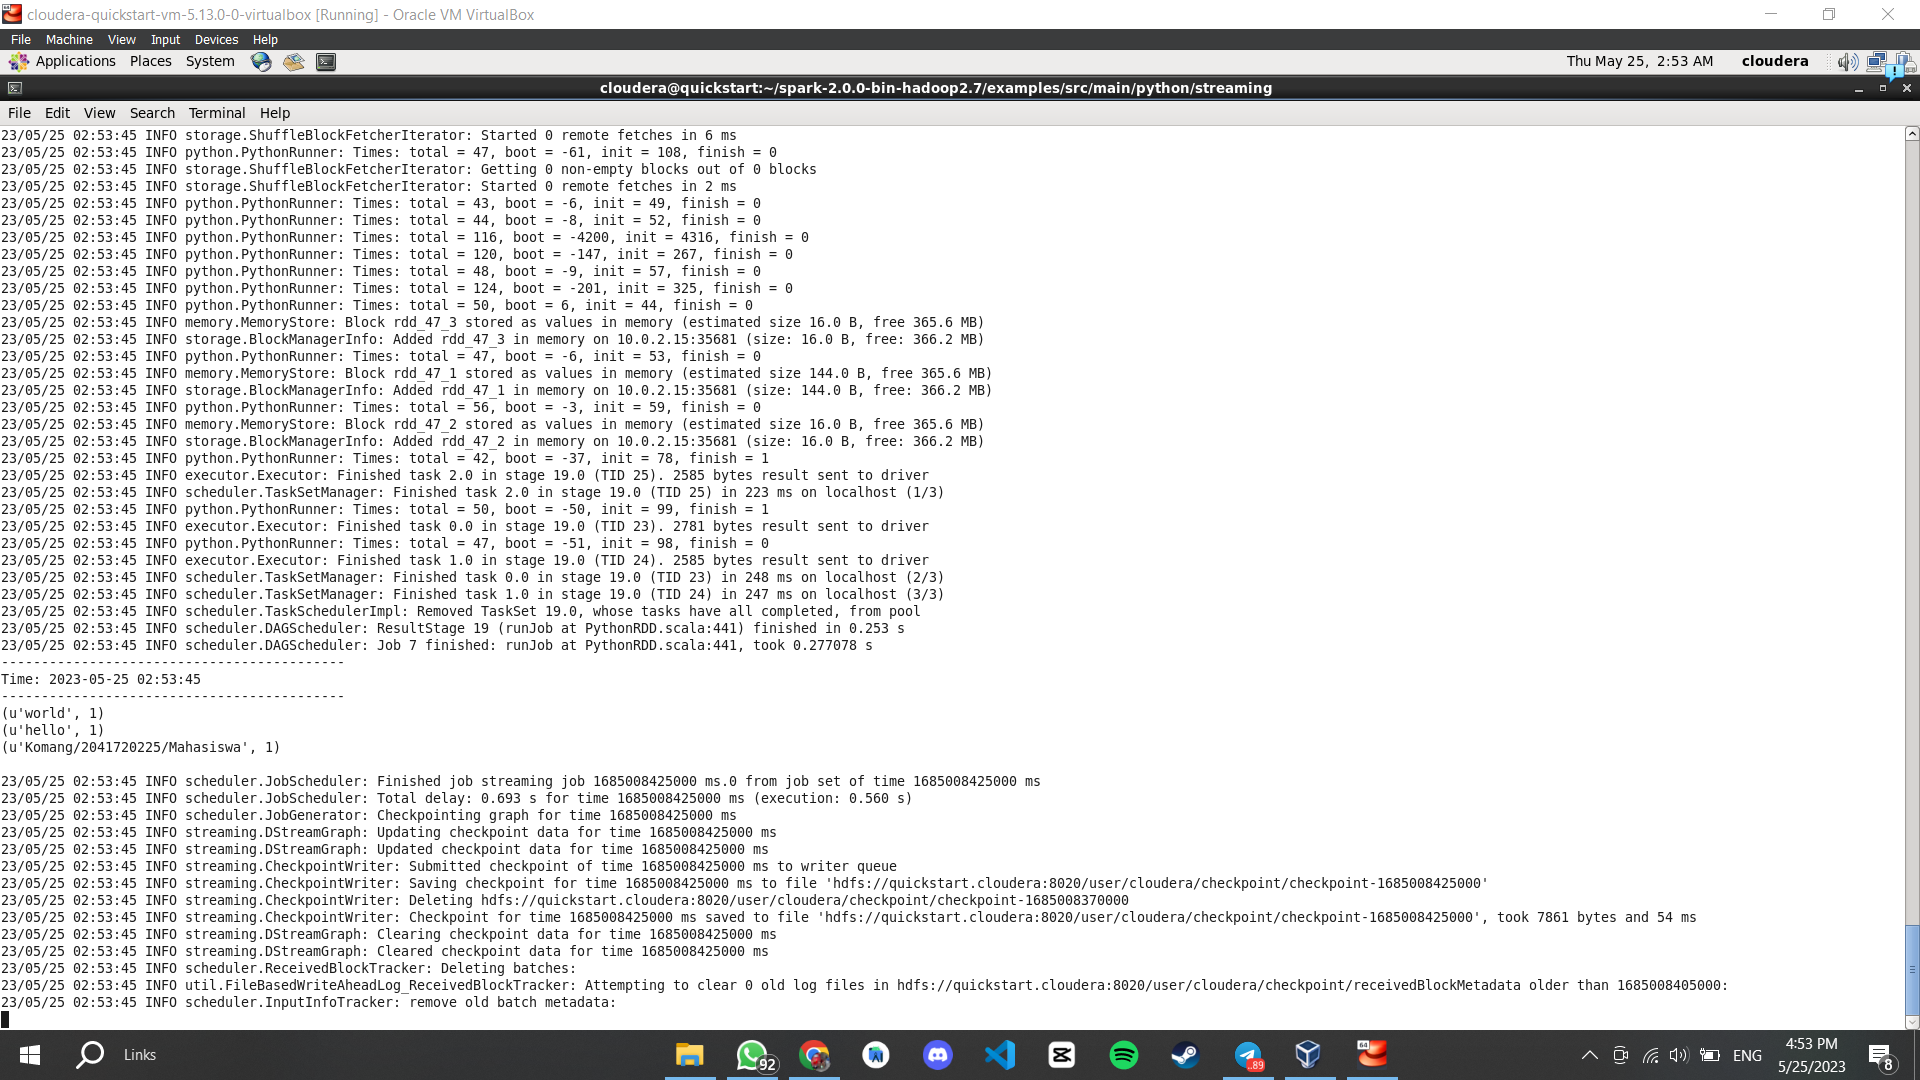 cloudera-quickstart-vm-5.13.0-0-virtualbox [Running] - Oracle VM VirtualBox
File Machine View Input Devices Help
Applications Places System Thu May 25, 2:53 AM cloudera
cloudera@quickstart:~/spark-2.0.0-bin-hadoop2.7/examples/src/main/python/streaming
File Edit View Search Terminal Help
23/05/25 02:53:45 INFO storage.ShuffleBlockFetcherIterator: Started 0 remote fetches in 6 ms
23/05/25 02:53:45 INFO python.PythonRunner: Times: total = 47, boot = -61, init = 108, finish = 0
23/05/25 02:53:45 INFO storage.ShuffleBlockFetcherIterator: Getting 0 non-empty blocks out of 0 blocks
23/05/25 02:53:45 INFO storage.ShuffleBlockFetcherIterator: Started 0 remote fetches in 2 ms
23/05/25 02:53:45 INFO python.PythonRunner: Times: total = 43, boot = -6, init = 49, finish = 0
23/05/25 02:53:45 INFO python.PythonRunner: Times: total = 44, boot = -8, init = 52, finish = 0
23/05/25 02:53:45 INFO python.PythonRunner: Times: total = 116, boot = -4200, init = 4316, finish = 0
23/05/25 02:53:45 INFO python.PythonRunner: Times: total = 120, boot = -147, init = 267, finish = 0
23/05/25 02:53:45 INFO python.PythonRunner: Times: total = 48, boot = -9, init = 57, finish = 0
23/05/25 02:53:45 INFO python.PythonRunner: Times: total = 124, boot = -201, init = 325, finish = 0
23/05/25 02:53:45 INFO python.PythonRunner: Times: total = 50, boot = 6, init = 44, finish = 0
23/05/25 02:53:45 INFO memory.MemoryStore: Block rdd_47_3 stored as values in memory (estimated size 16.0 B, free 365.6 MB)
23/05/25 02:53:45 INFO storage.BlockManagerInfo: Added rdd_47_3 in memory on 10.0.2.15:35681 (size: 16.0 B, free: 366.2 MB)
23/05/25 02:53:45 INFO python.PythonRunner: Times: total = 47, boot = -6, init = 53, finish = 0
23/05/25 02:53:45 INFO memory.MemoryStore: Block rdd_47_1 stored as values in memory (estimated size 144.0 B, free 365.6 MB)
23/05/25 02:53:45 INFO storage.BlockManagerInfo: Added rdd_47_1 in memory on 10.0.2.15:35681 (size: 144.0 B, free: 366.2 MB)
23/05/25 02:53:45 INFO python.PythonRunner: Times: total = 56, boot = -3, init = 59, finish = 0
23/05/25 02:53:45 INFO memory.MemoryStore: Block rdd_47_2 stored as values in memory (estimated size 16.0 B, free 365.6 MB)
23/05/25 02:53:45 INFO storage.BlockManagerInfo: Added rdd_47_2 in memory on 10.0.2.15:35681 (size: 16.0 B, free: 366.2 MB)
23/05/25 02:53:45 INFO python.PythonRunner: Times: total = 42, boot = -37, init = 78, finish = 1
23/05/25 02:53:45 INFO executor.Executor: Finished task 2.0 in stage 19.0 (TID 25). 2585 bytes result sent to driver
23/05/25 02:53:45 INFO scheduler.TaskSetManager: Finished task 2.0 in stage 19.0 (TID 25) in 223 ms on localhost (1/3)
23/05/25 02:53:45 INFO python.PythonRunner: Times: total = 50, boot = -50, init = 99, finish = 1
23/05/25 02:53:45 INFO executor.Executor: Finished task 0.0 in stage 19.0 (TID 23). 2781 bytes result sent to driver
23/05/25 02:53:45 INFO python.PythonRunner: Times: total = 47, boot = -51, init = 98, finish = 0
23/05/25 02:53:45 INFO executor.Executor: Finished task 1.0 in stage 19.0 (TID 24). 2585 bytes result sent to driver
23/05/25 02:53:45 INFO scheduler.TaskSetManager: Finished task 0.0 in stage 19.0 (TID 23) in 248 ms on localhost (2/3)
23/05/25 02:53:45 INFO scheduler.TaskSetManager: Finished task 1.0 in stage 19.0 (TID 24) in 247 ms on localhost (3/3)
23/05/25 02:53:45 INFO scheduler.TaskSchedulerImpl: Removed TaskSet 19.0, whose tasks have all completed, from pool
23/05/25 02:53:45 INFO scheduler.DAGScheduler: ResultStage 19 (runJob at PythonRDD.scala:441) finished in 0.253 s
23/05/25 02:53:45 INFO scheduler.DAGScheduler: Job 7 finished: runJob at PythonRDD.scala:441, took 0.277078 s
-------------------------------------------
Time: 2023-05-25 02:53:45
-------------------------------------------
(u'world', 1)
(u'hello', 1)
(u'Komang/2041720225/Mahasiswa', 1)
23/05/25 02:53:45 INFO scheduler.JobScheduler: Finished job streaming job 1685008425000 ms.0 from job set of time 1685008425000 ms
23/05/25 02:53:45 INFO scheduler.JobScheduler: Total delay: 0.693 s for time 1685008425000 ms (execution: 0.560 s)
23/05/25 02:53:45 INFO scheduler.JobGenerator: Checkpointing graph for time 1685008425000 ms
23/05/25 02:53:45 INFO streaming.DStreamGraph: Updating checkpoint data for time 1685008425000 ms
23/05/25 02:53:45 INFO streaming.DStreamGraph: Updated checkpoint data for time 1685008425000 ms
23/05/25 02:53:45 INFO streaming.CheckpointWriter: Submitted checkpoint of time 1685008425000 ms to writer queue
23/05/25 02:53:45 INFO streaming.CheckpointWriter: Saving checkpoint for time 1685008425000 ms to file 'hdfs://quickstart.cloudera:8020/user/cloudera/checkpoint/checkpoint-1685008425000'
23/05/25 02:53:45 INFO streaming.CheckpointWriter: Deleting hdfs://quickstart.cloudera:8020/user/cloudera/checkpoint/checkpoint-1685008370000
23/05/25 02:53:45 INFO streaming.CheckpointWriter: Checkpoint for time 1685008425000 ms saved to file 'hdfs://quickstart.cloudera:8020/user/cloudera/checkpoint/checkpoint-1685008425000', took 7861 bytes and 54 ms
23/05/25 02:53:45 INFO streaming.DStreamGraph: Clearing checkpoint data for time 1685008425000 ms
23/05/25 02:53:45 INFO streaming.DStreamGraph: Cleared checkpoint data for time 1685008425000 ms
23/05/25 02:53:45 INFO scheduler.ReceivedBlockTracker: Deleting batches:
23/05/25 02:53:45 INFO util.FileBasedWriteAheadLog_ReceivedBlockTracker: Attempting to clear 0 old log files in hdfs://quickstart.cloudera:8020/user/cloudera/checkpoint/receivedBlockMetadata older than 1685008405000:
23/05/25 02:53:45 INFO scheduler.InputInfoTracker: remove old batch metadata:
Links 92 ..89 64 ENG 4:53 PM
5/25/2023 8